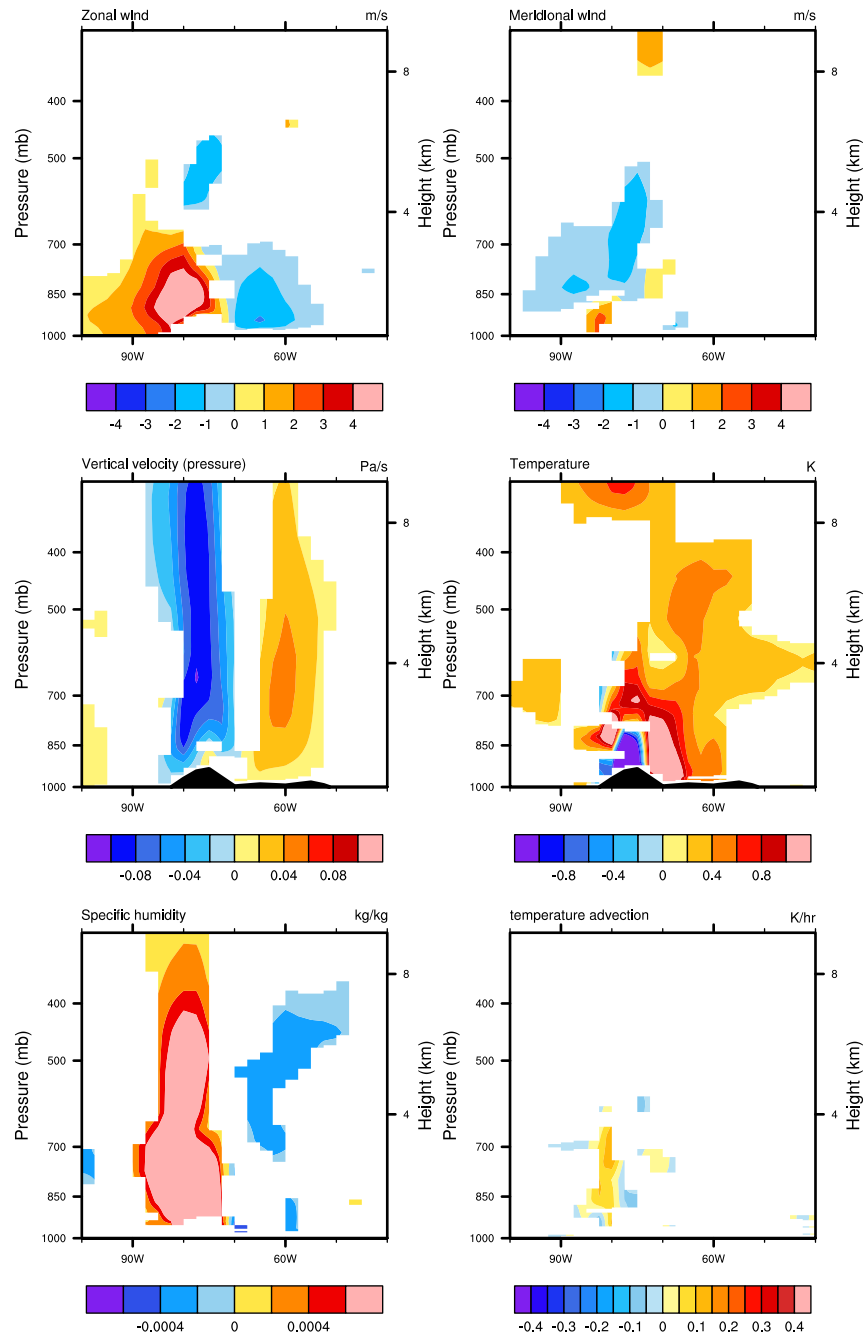 Zonal wind m/s
Pressure (mb)
400
500
700
850
1000
8
4
Height (km)
90W 60W
-4 -3 -2 -1 0 1 2 3 4
Meridional wind m/s
Pressure (mb)
400
500
700
850
1000
8
4
Height (km)
90W 60W
-4 -3 -2 -1 0 1 2 3 4
Vertical velocity (pressure) Pa/s
Pressure (mb)
400
500
700
850
1000
8
4
Height (km)
90W 60W
-0.08 -0.04 0 0.04 0.08
Temperature K
Pressure (mb)
400
500
700
850
1000
8
4
Height (km)
90W 60W
-0.8 -0.4 0 0.4 0.8
Specific humidity kg/kg
Pressure (mb)
400
500
700
850
1000
8
4
Height (km)
90W 60W
-0.0004 0 0.0004
temperature advection K/hr
Pressure (mb)
400
500
700
850
1000
8
4
Height (km)
90W 60W
-0.4 -0.3 -0.2 -0.1 0 0.1 0.2 0.3 0.4